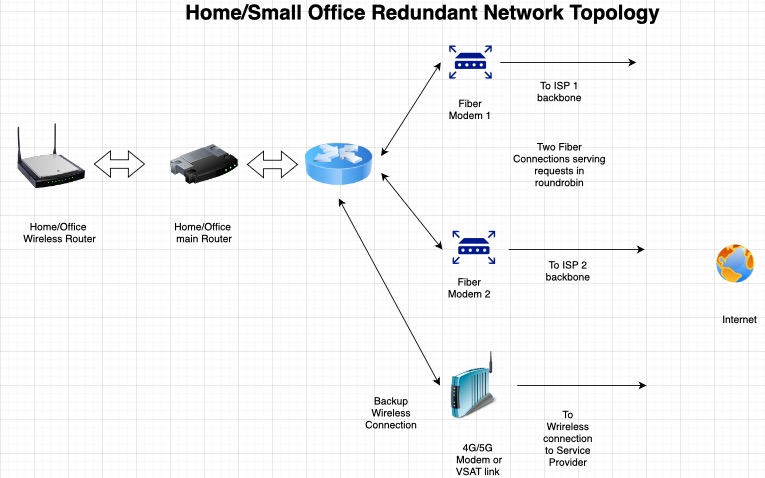 Home/Small Office Redundant Network Topology
To ISP 1
backbone
Fiber
Modem 1
Two Fiber
Connections serving
requests in
roundrobin
Home/Office
Wireless Router
Home/Office
main Router
To ISP 2
backbone
Fiber
Modem 2
Internet
Backup
Wireless
Connection
4G/5G
Modem or
VSAT link
To
Wrireless
connection
to Service
Provider